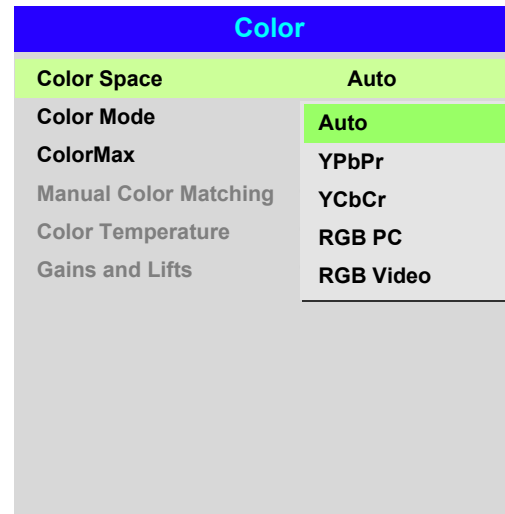 Color
Color Space Auto
Color Mode
Auto
ColorMax
YPbPr
Manual Color Matching
YCbCr
Color Temperature
RGB PC
Gains and Lifts
RGB Video